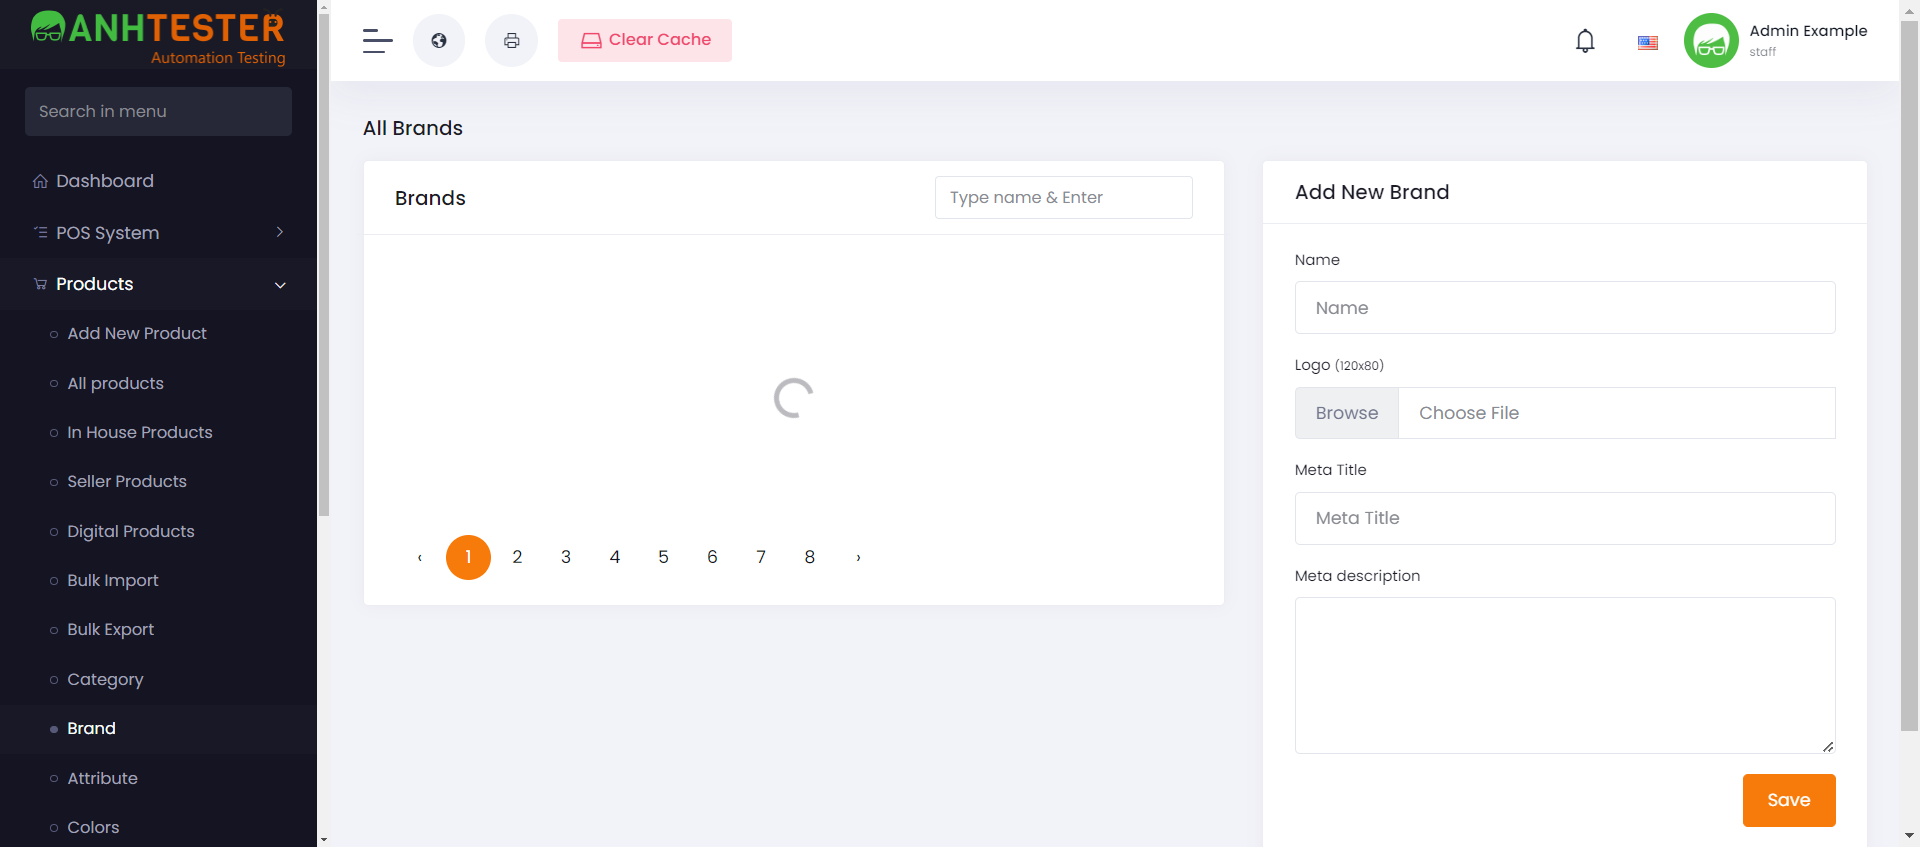 ANHTESTER
Automation Testing
Search in menu
Dashboard
POS System
Products
Add New Product
All products
In House Products
Seller Products
Digital Products
Bulk Import
Bulk Export
Category
Brand
Attribute
Colors
Clear Cache
Admin Example
staff
All Brands
Brands
Type name & Enter
‹ 1 2 3 4 5 6 7 8 ›
Add New Brand
Name
Name
Logo (120x80)
Browse Choose File
Meta Title
Meta Title
Meta description
Save